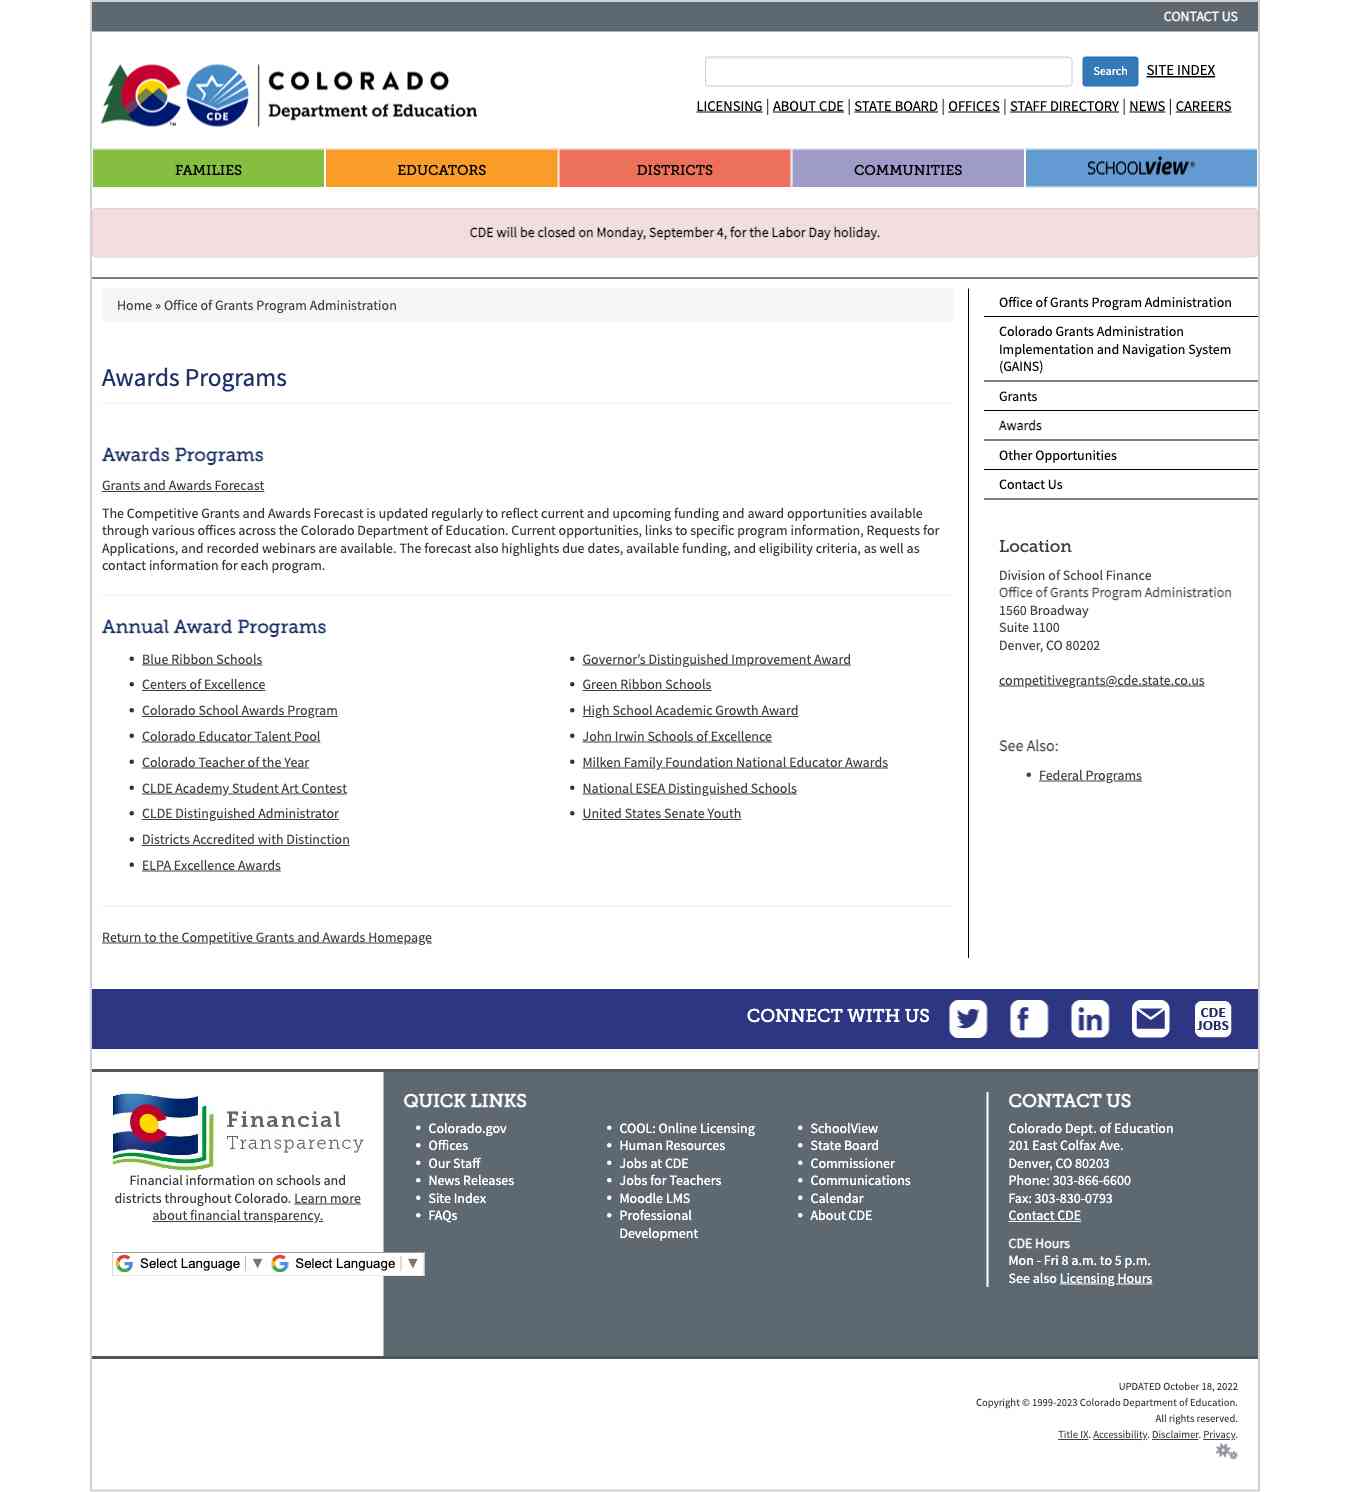 CONTACT US
COLORADO
Department of Education
CDE
TM
Search
SITE INDEX
LICENSING | ABOUT CDE | STATE BOARD | OFFICES | STAFF DIRECTORY | NEWS | CAREERS
FAMILIES
EDUCATORS
DISTRICTS
COMMUNITIES
SCHOOLVIEW®
CDE will be closed on Monday, September 4, for the Labor Day holiday.
Home » Office of Grants Program Administration
Awards Programs
Awards Programs
Grants and Awards Forecast
The Competitive Grants and Awards Forecast is updated regularly to reflect current and upcoming funding and award opportunities available
through various offices across the Colorado Department of Education. Current opportunities, links to specific program information, Requests for
Applications, and recorded webinars are available. The forecast also highlights due dates, available funding, and eligibility criteria, as well as
contact information for each program.
Annual Award Programs
• Blue Ribbon Schools
• Centers of Excellence
• Colorado School Awards Program
• Colorado Educator Talent Pool
• Colorado Teacher of the Year
• CLDE Academy Student Art Contest
• CLDE Distinguished Administrator
• Districts Accredited with Distinction
• ELPA Excellence Awards
• Governor's Distinguished Improvement Award
• Green Ribbon Schools
• High School Academic Growth Award
• John Irwin Schools of Excellence
• Milken Family Foundation National Educator Awards
• National ESEA Distinguished Schools
• United States Senate Youth
Return to the Competitive Grants and Awards Homepage
Office of Grants Program Administration
Colorado Grants Administration
Implementation and Navigation System
(GAINS)
Grants
Awards
Other Opportunities
Contact Us
Location
Division of School Finance
Office of Grants Program Administration
1560 Broadway
Suite 1100
Denver, CO 80202
competitivegrants@cde.state.co.us
See Also:
• Federal Programs
CONNECT WITH US
CDE
JOBS
Financial
Transparency
Financial information on schools and
districts throughout Colorado. Learn more
about financial transparency.
Select Language ▼ Select Language ▼
QUICK LINKS
• Colorado.gov
• Offices
• Our Staff
• News Releases
• Site Index
• FAQs
• COOL: Online Licensing
• Human Resources
• Jobs at CDE
• Jobs for Teachers
• Moodle LMS
• Professional
Development
• SchoolView
• State Board
• Commissioner
• Communications
• Calendar
• About CDE
CONTACT US
Colorado Dept. of Education
201 East Colfax Ave.
Denver, CO 80203
Phone: 303-866-6600
Fax: 303-830-0793
Contact CDE
CDE Hours
Mon - Fri 8 a.m. to 5 p.m.
See also Licensing Hours
UPDATED October 18, 2022
Copyright © 1999-2023 Colorado Department of Education.
All rights reserved.
Title IX. Accessibility. Disclaimer. Privacy.